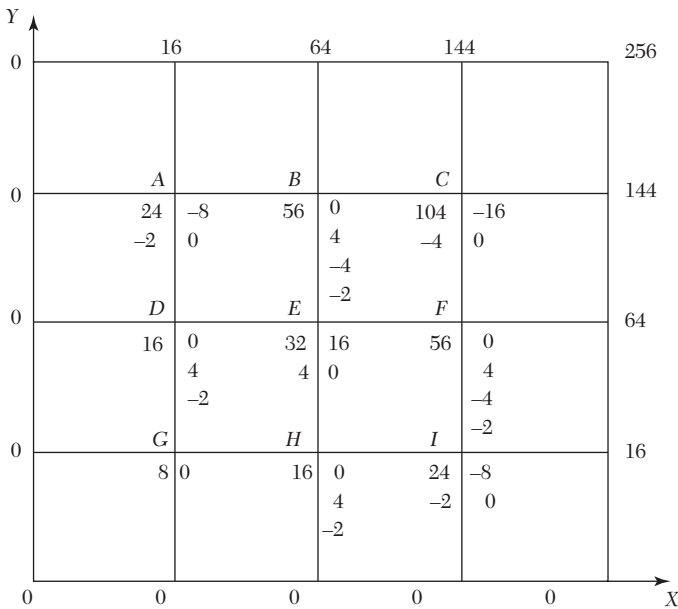 Y
16 64 144
0 256
A B C
0 144
24 −8 56 0 104 −16
−2 0 4 −4 0
−4
−2
D E F
0 64
16 0 32 16 56 0
4 4 0 4
−2 −4
−2
G H I
0 16
8 0 16 0 24 −8
4 −2 0
−2
0 0 0 0 0 X